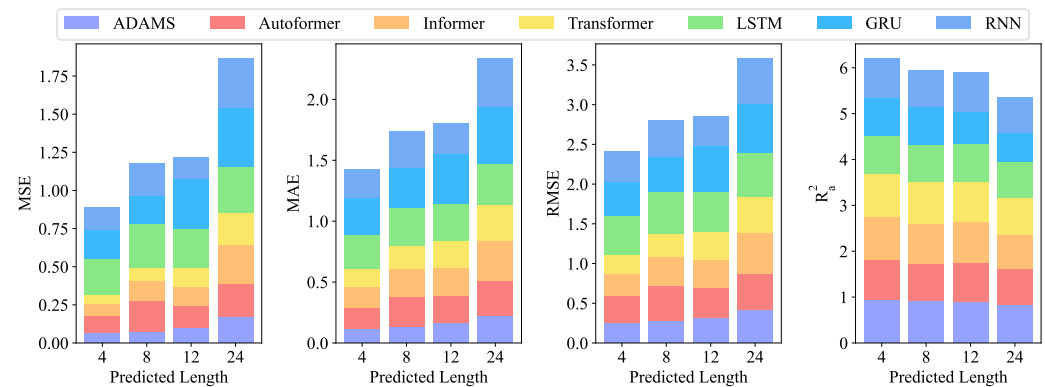 ADAMS Autoformer Informer Transformer LSTM GRU RNN
MSE
1.75
1.50
1.25
1.00
0.75
0.50
0.25
0.00
4 8 12 24
Predicted Length
MAE
2.0
1.5
1.0
0.5
0.0
4 8 12 24
Predicted Length
RMSE
3.5
3.0
2.5
2.0
1.5
1.0
0.5
0.0
4 8 12 24
Predicted Length
R²ₐ
6
5
4
3
2
1
0
4 8 12 24
Predicted Length